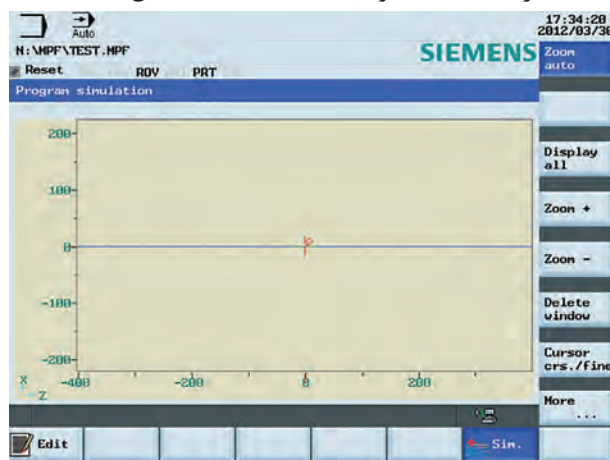 Auto
17:34:20
2012/03/30
N:\MPF\TEST.MPF
SIEMENS
Reset ROV PRT
Program simulation
Zoom auto
Display all
Zoom +
Zoom -
Delete window
Cursor crs./fine
More ...
200
100
0
-100
-200
X
Z
-400 -200 0 200
Edit
Sim.